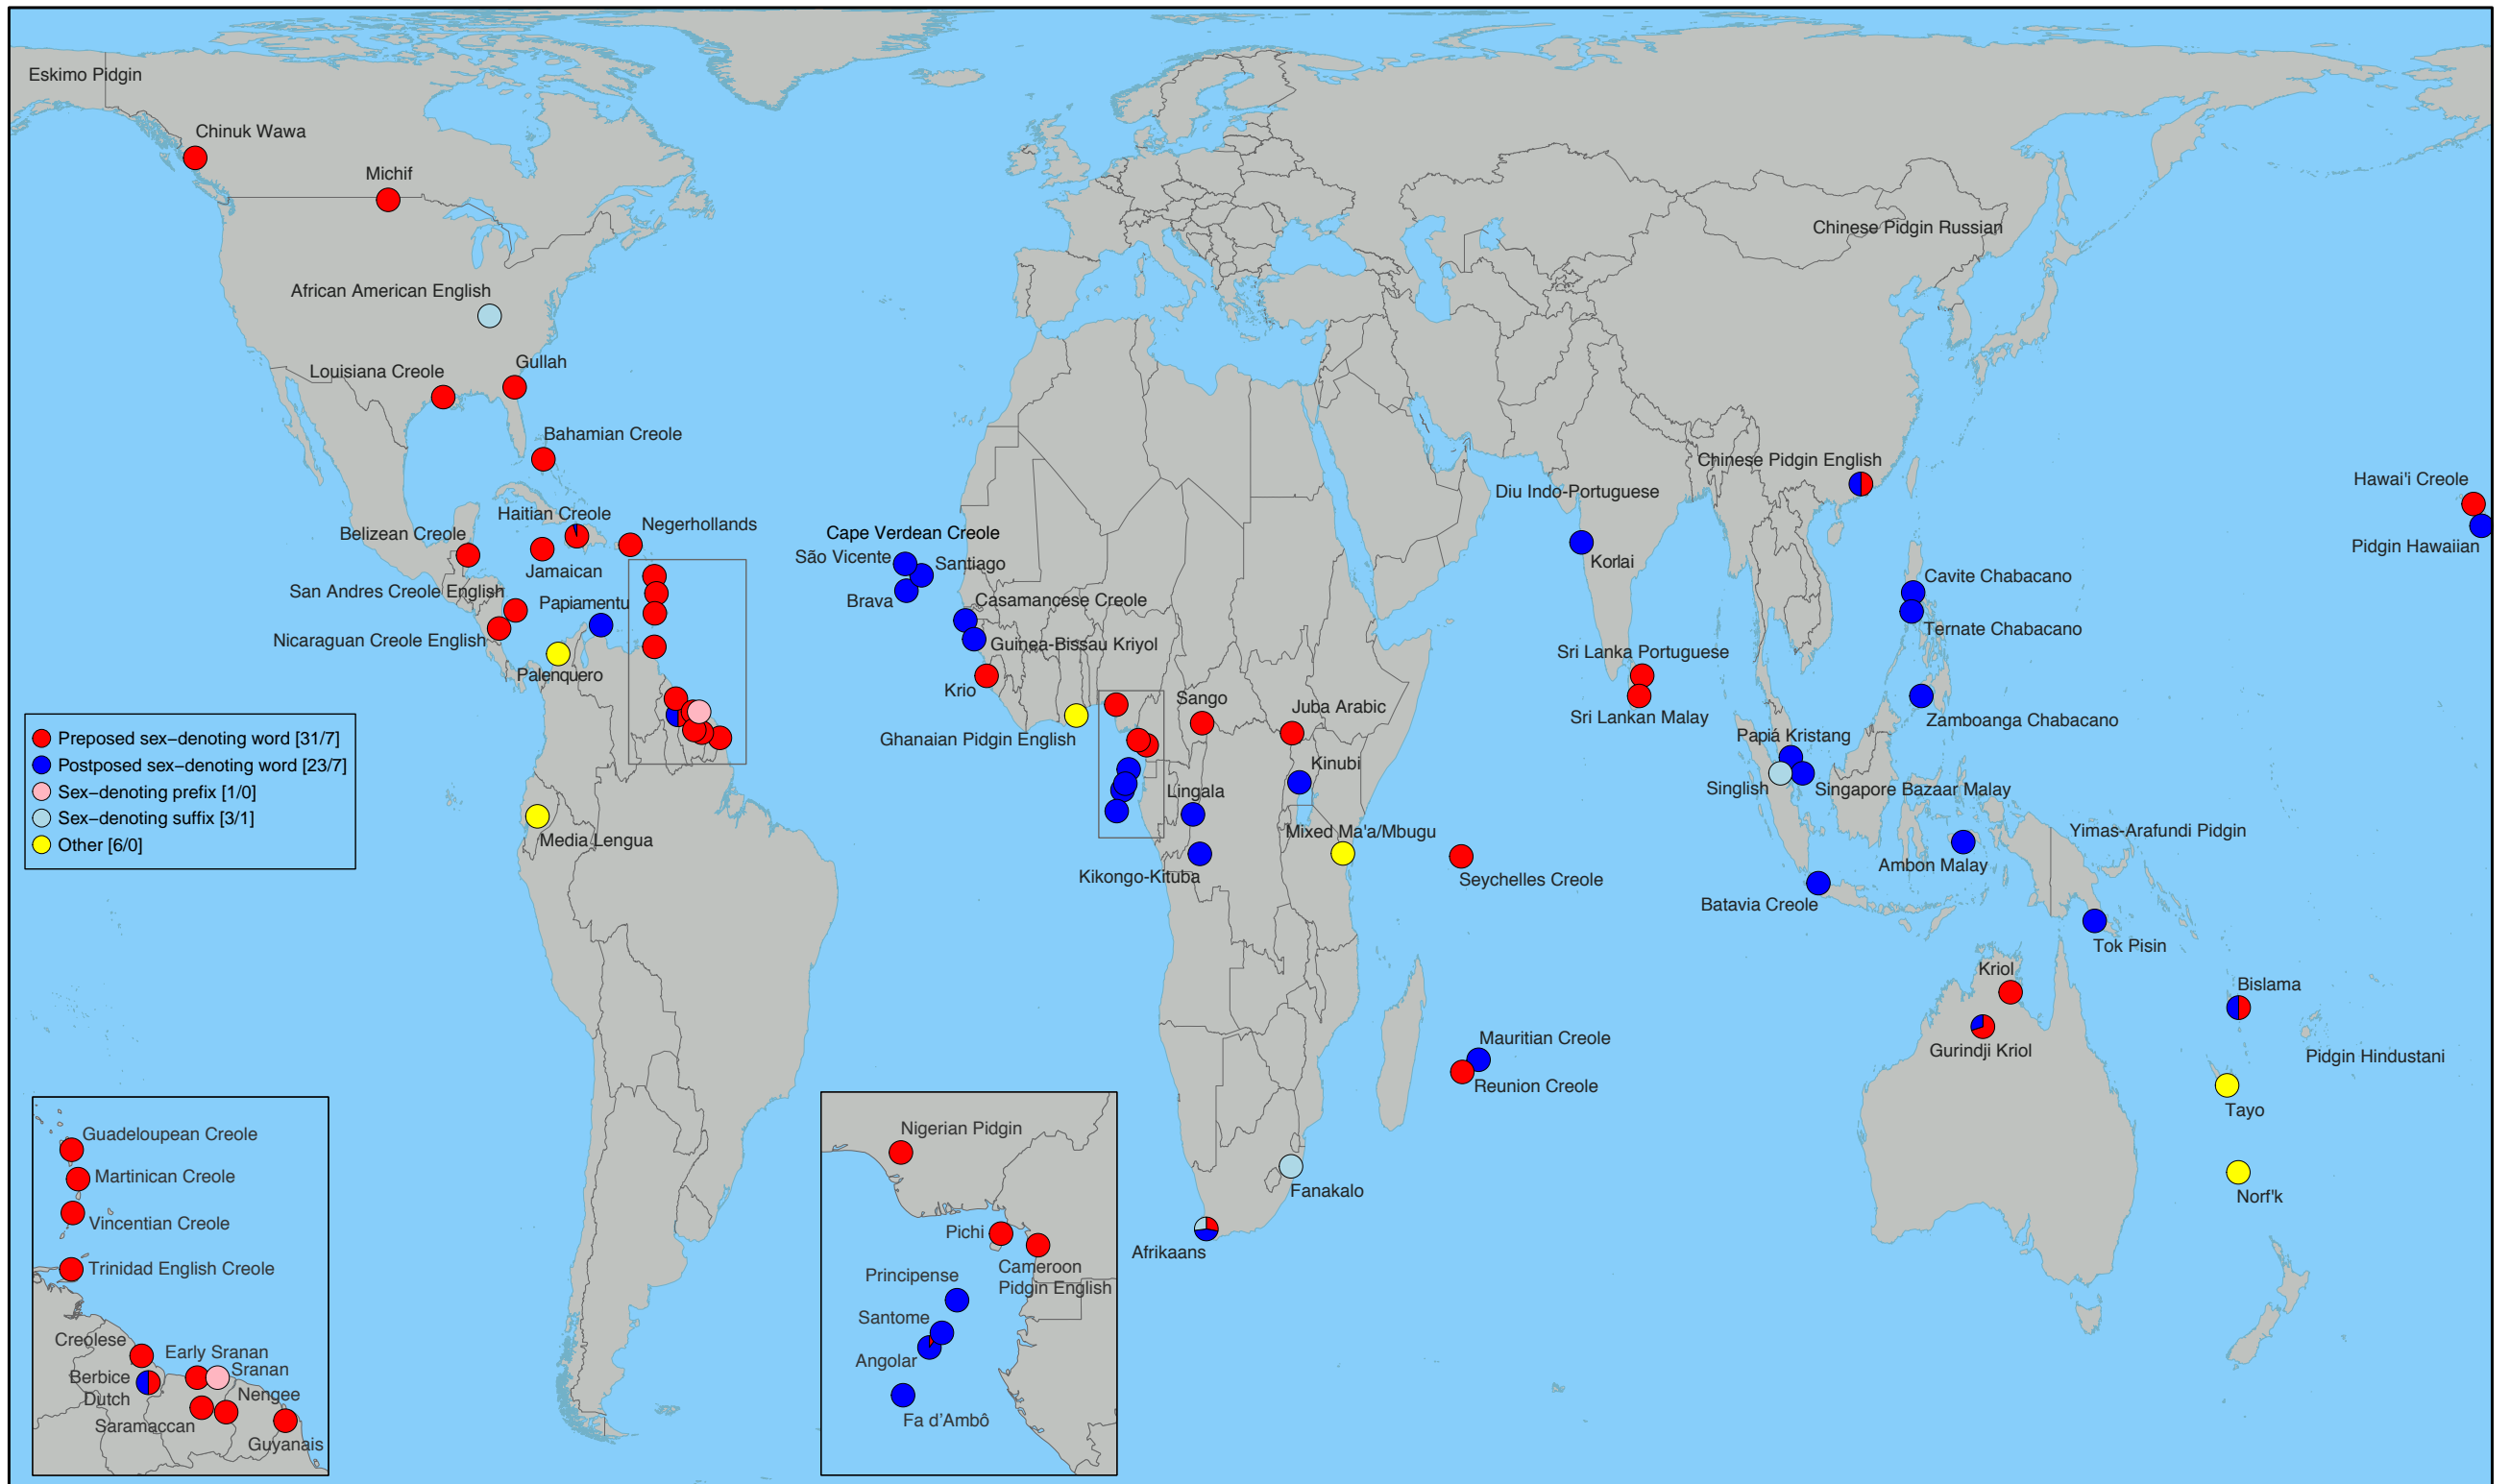 Eskimo Pidgin
Chinuk Wawa
Michif
African American English
Gullah
Louisiana Creole
Bahamian Creole
Haitian Creole
Negerhollands
Belizean Creole
Jamaican
San Andres Creole English
Papiamentu
Nicaraguan Creole English
Palenquero
Media Lengua
Cape Verdean Creole
São Vicente
Santiago
Brava
Casamancese Creole
Guinea-Bissau Kriyol
Krio
Ghanaian Pidgin English
Sango
Juba Arabic
Kinubi
Lingala
Mixed Ma'a/Mbugu
Kikongo-Kituba
Seychelles Creole
Mauritian Creole
Reunion Creole
Fanakalo
Afrikaans
Chinese Pidgin Russian
Chinese Pidgin English
Diu Indo-Portuguese
Korlai
Sri Lanka Portuguese
Sri Lankan Malay
Cavite Chabacano
Ternate Chabacano
Zamboanga Chabacano
Papiá Kristang
Singlish
Singapore Bazaar Malay
Ambon Malay
Batavia Creole
Yimas-Arafundi Pidgin
Tok Pisin
Hawai'i Creole
Pidgin Hawaiian
Kriol
Gurindji Kriol
Bislama
Pidgin Hindustani
Tayo
Norf'k
Preposed sex−denoting word [31/7]
Postposed sex−denoting word [23/7]
Sex−denoting prefix [1/0]
Sex−denoting suffix [3/1]
Other [6/0]
Guadeloupean Creole
Martinican Creole
Vincentian Creole
Trinidad English Creole
Creolese
Early Sranan
Sranan
Berbice
Dutch
Nengee
Saramaccan
Guyanais
Nigerian Pidgin
Pichi
Cameroon
Pidgin English
Principense
Santome
Angolar
Fa d’Ambô